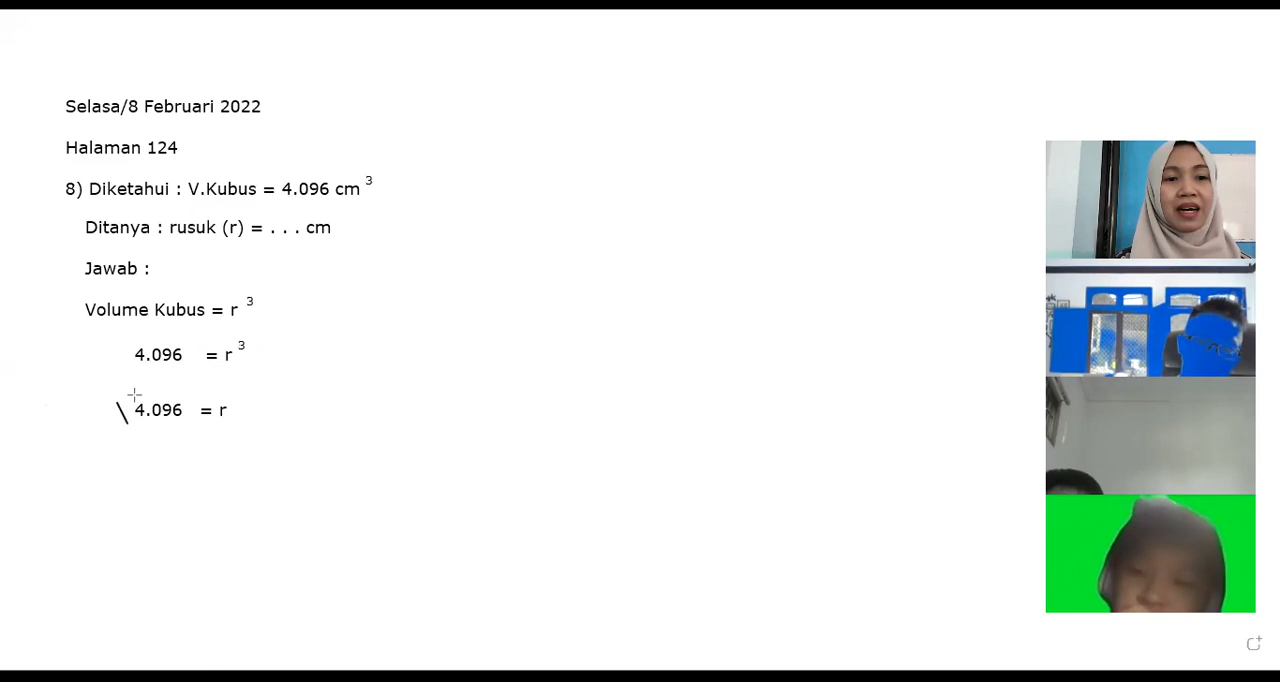 Selasa/8 Februari 2022
Halaman 124
8) Diketahui : V.Kubus = 4.096 cm ³
Ditanya : rusuk (r) = . . . cm
Jawab :
Volume Kubus = r ³
4.096 = r ³
\ 4.096 = r